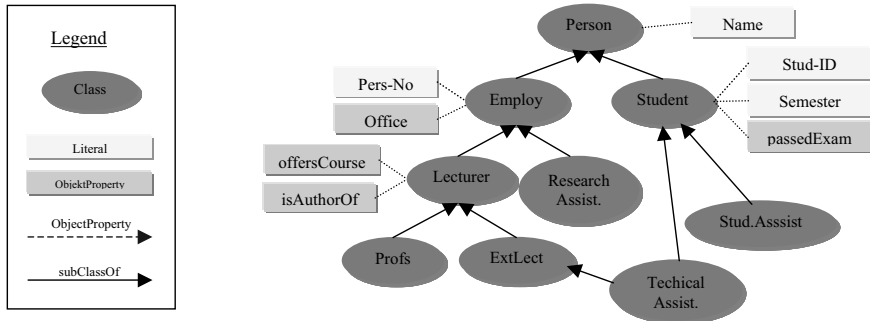 Legend
Class
Literal
ObjektProperty
ObjectProperty
subClassOf
Person
Name
Pers-No
Office
Employ
Student
Stud-ID
Semester
passedExam
offersCourse
isAuthorOf
Lecturer
Research
Assist.
Stud.Asssist
Profs
ExtLect
Techical
Assist.